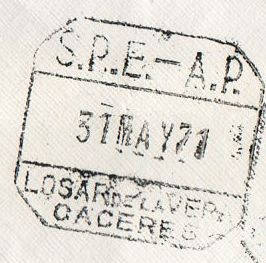 S.P.E.-A.P.
31 MAY 71
LOSAR DE LA VERA
CACERES